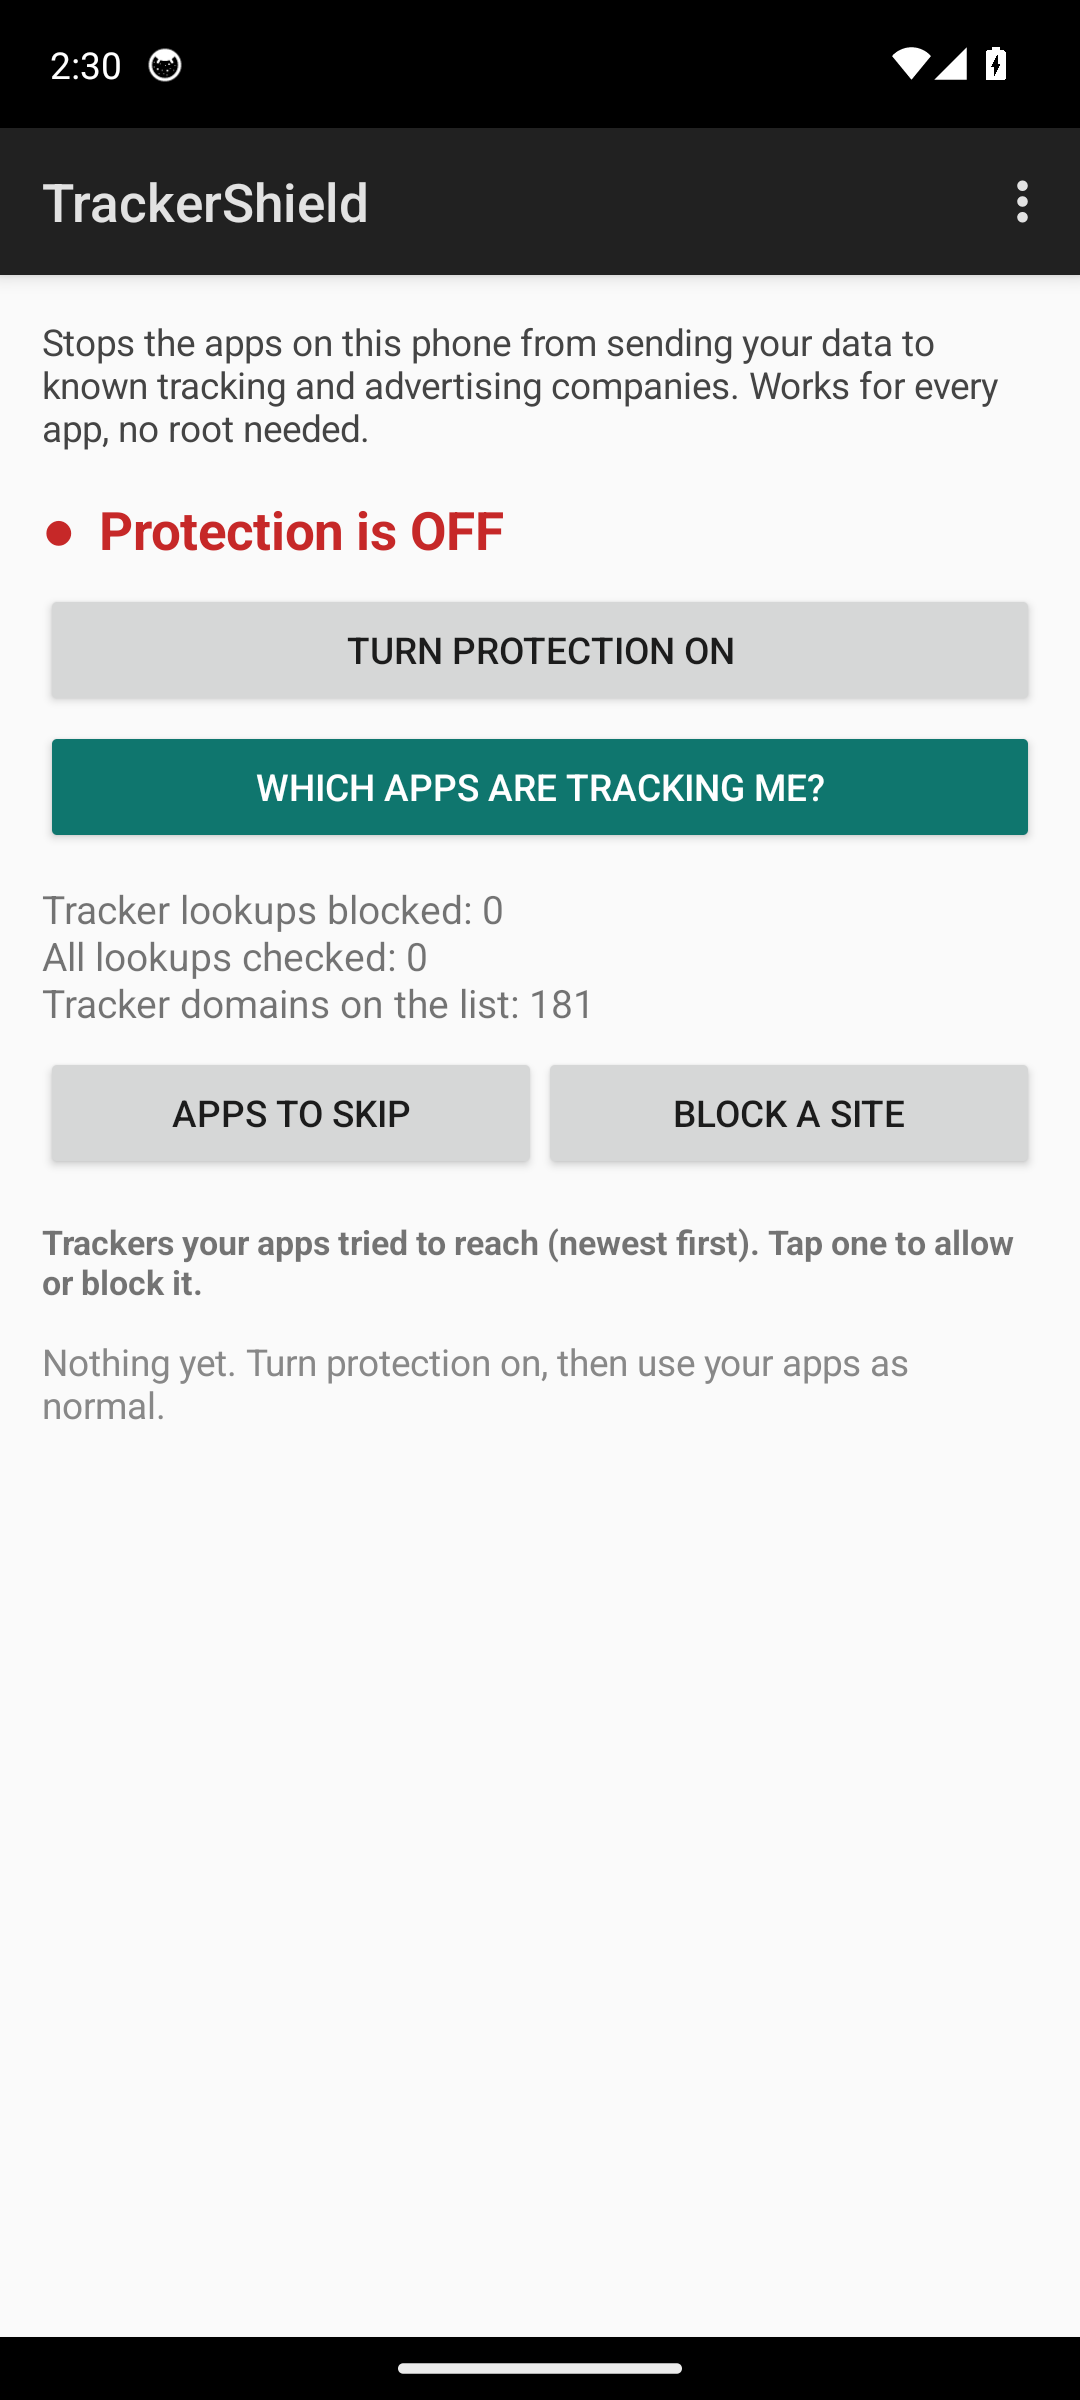 2:30
TrackerShield
Stops the apps on this phone from sending your data to
known tracking and advertising companies. Works for every
app, no root needed.
● Protection is OFF
TURN PROTECTION ON
WHICH APPS ARE TRACKING ME?
Tracker lookups blocked: 0
All lookups checked: 0
Tracker domains on the list: 181
APPS TO SKIP
BLOCK A SITE
Trackers your apps tried to reach (newest first). Tap one to allow
or block it.
Nothing yet. Turn protection on, then use your apps as
normal.